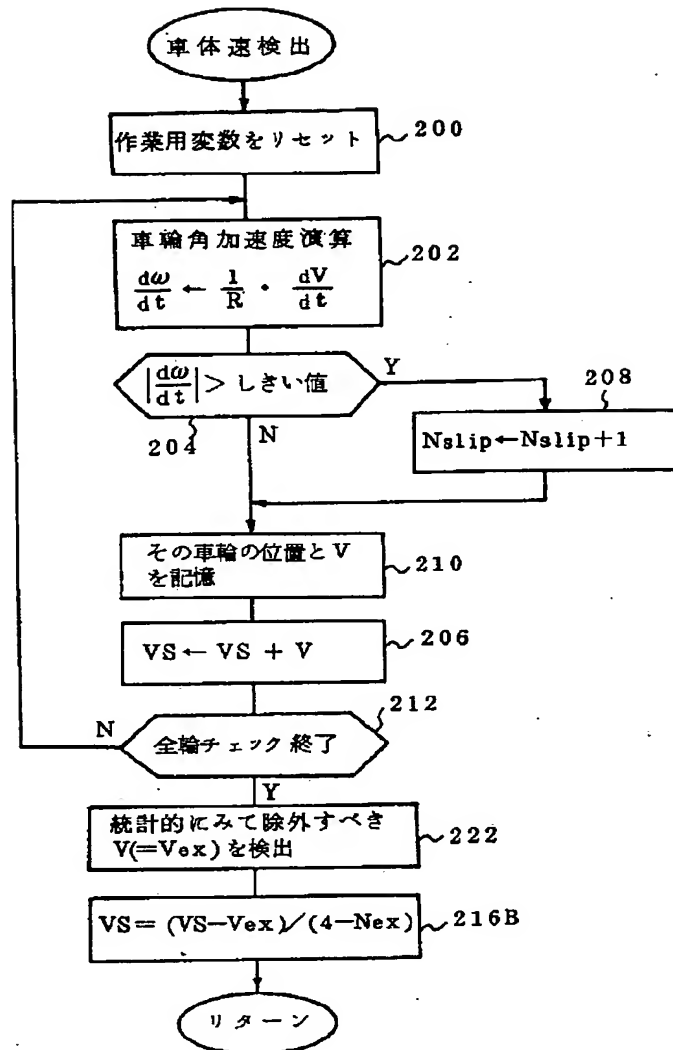 車体速検出
作業用変数をリセット
200
車輪角加速度演算
dω/dt ← 1/R · dV/dt
202
|dω/dt| > しきい値
Y
204
N
208
Nslip←Nslip+1
その車輪の位置とV
を記憶
210
VS ← VS + V
206
N
212
全輪チェック終了
Y
統計的にみて除外すべき
V(=Vex)を検出
222
VS=(VS−Vex)/(4−Nex)
216B
リターン